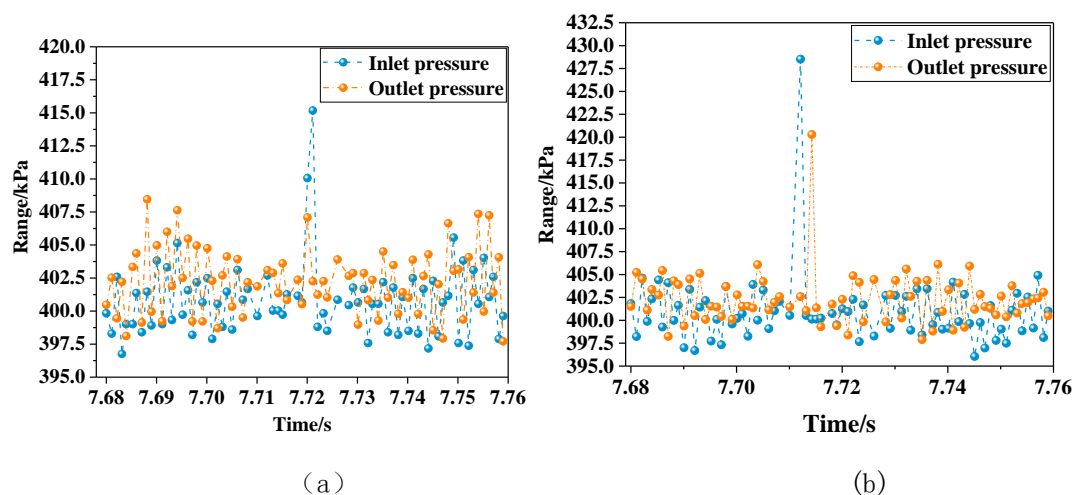 420.0
417.5
415.0
412.5
410.0
407.5
405.0
402.5
400.0
397.5
395.0
Range/kPa
Inlet pressure
Outlet pressure
7.68 7.69 7.70 7.71 7.72 7.73 7.74 7.75 7.76
Time/s
(a)
432.5
430.0
427.5
425.0
422.5
420.0
417.5
415.0
412.5
410.0
407.5
405.0
402.5
400.0
397.5
395.0
Range/kPa
Inlet pressure
Outlet pressure
7.68 7.70 7.72 7.74 7.76
Time/s
(b)